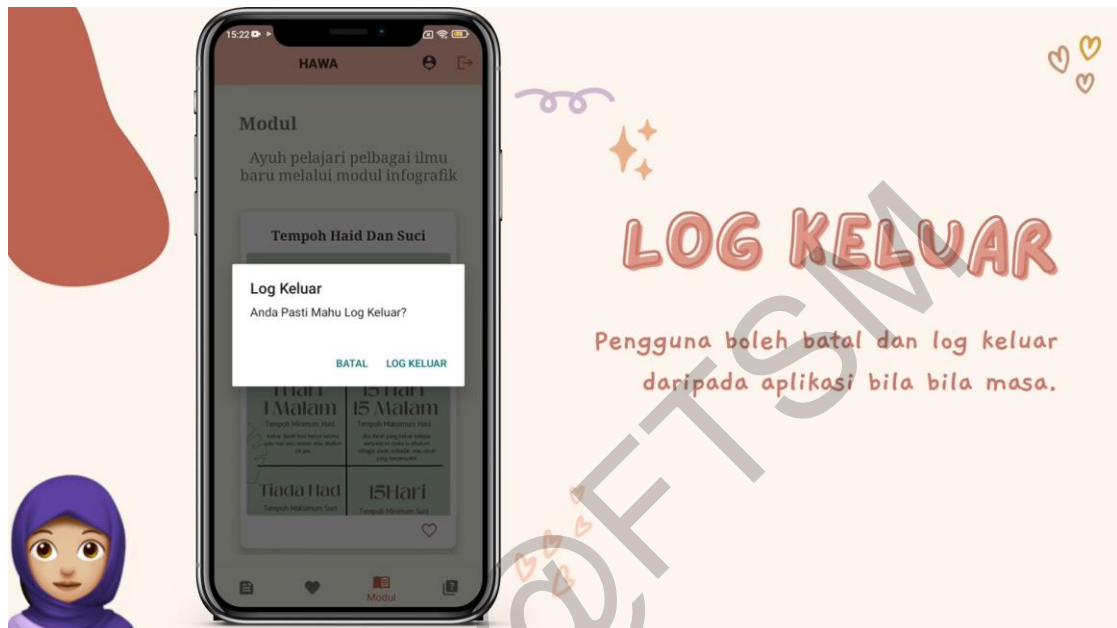 15:22
HAWA
Modul
Ayuh pelajari pelbagai ilmu
baru melalui modul infografik
Tempoh Haid Dan Suci
Log Keluar
Anda Pasti Mahu Log Keluar?
BATAL LOG KELUAR
1 Malam 15 Malam
Tempoh Minimum Haid Tempoh Maksimum Haid
Tiada Had 15Hari
Tempoh Maksimum Suci Tempoh Minimum Suci
Modul
LOG KELUAR
Pengguna boleh batal dan log keluar
daripada aplikasi bila bila masa.
@FTSM